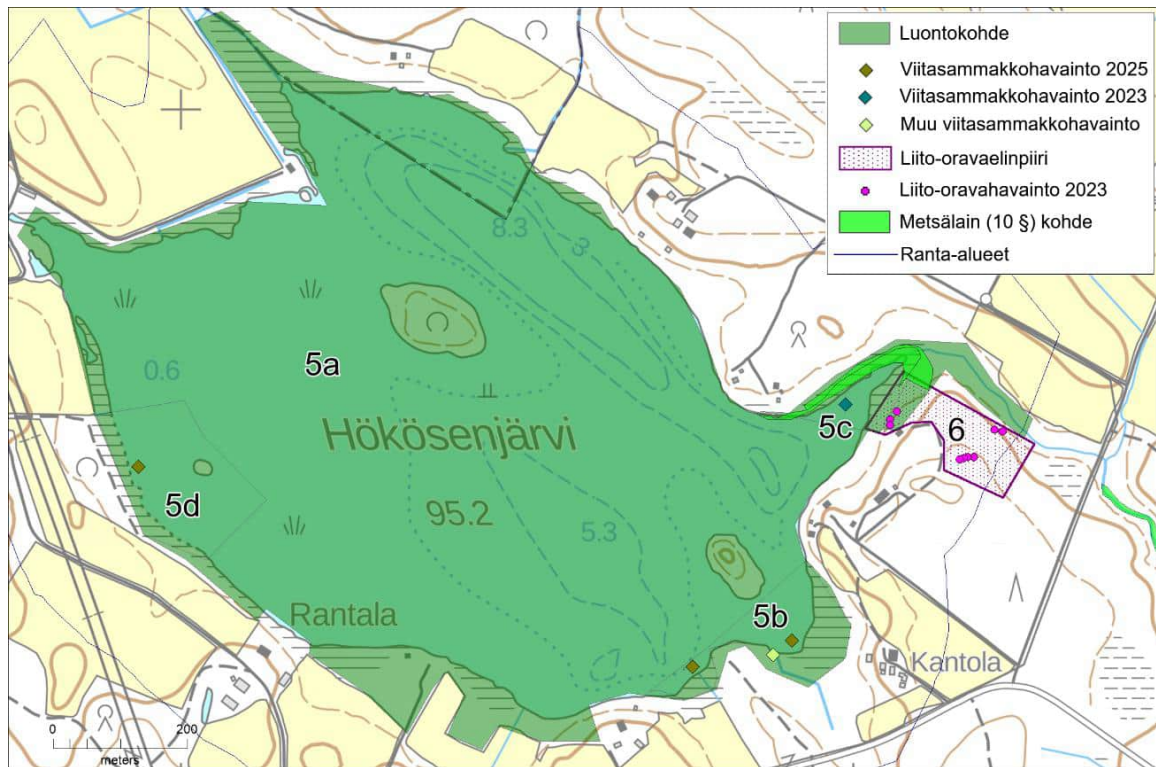 Luontokohde
Viitasammakkohavainto 2025
Viitasammakkohavainto 2023
Muu viitasammakkohavainto
Liito-oravaelinpiiri
Liito-oravahavainto 2023
Metsälain (10 §) kohde
Ranta-alueet
8.3
3
0.6
5a
Hökösenjärvi
5c
6
5d
95.2
5.3
Rantala
5b
Kantola
0 200
meters